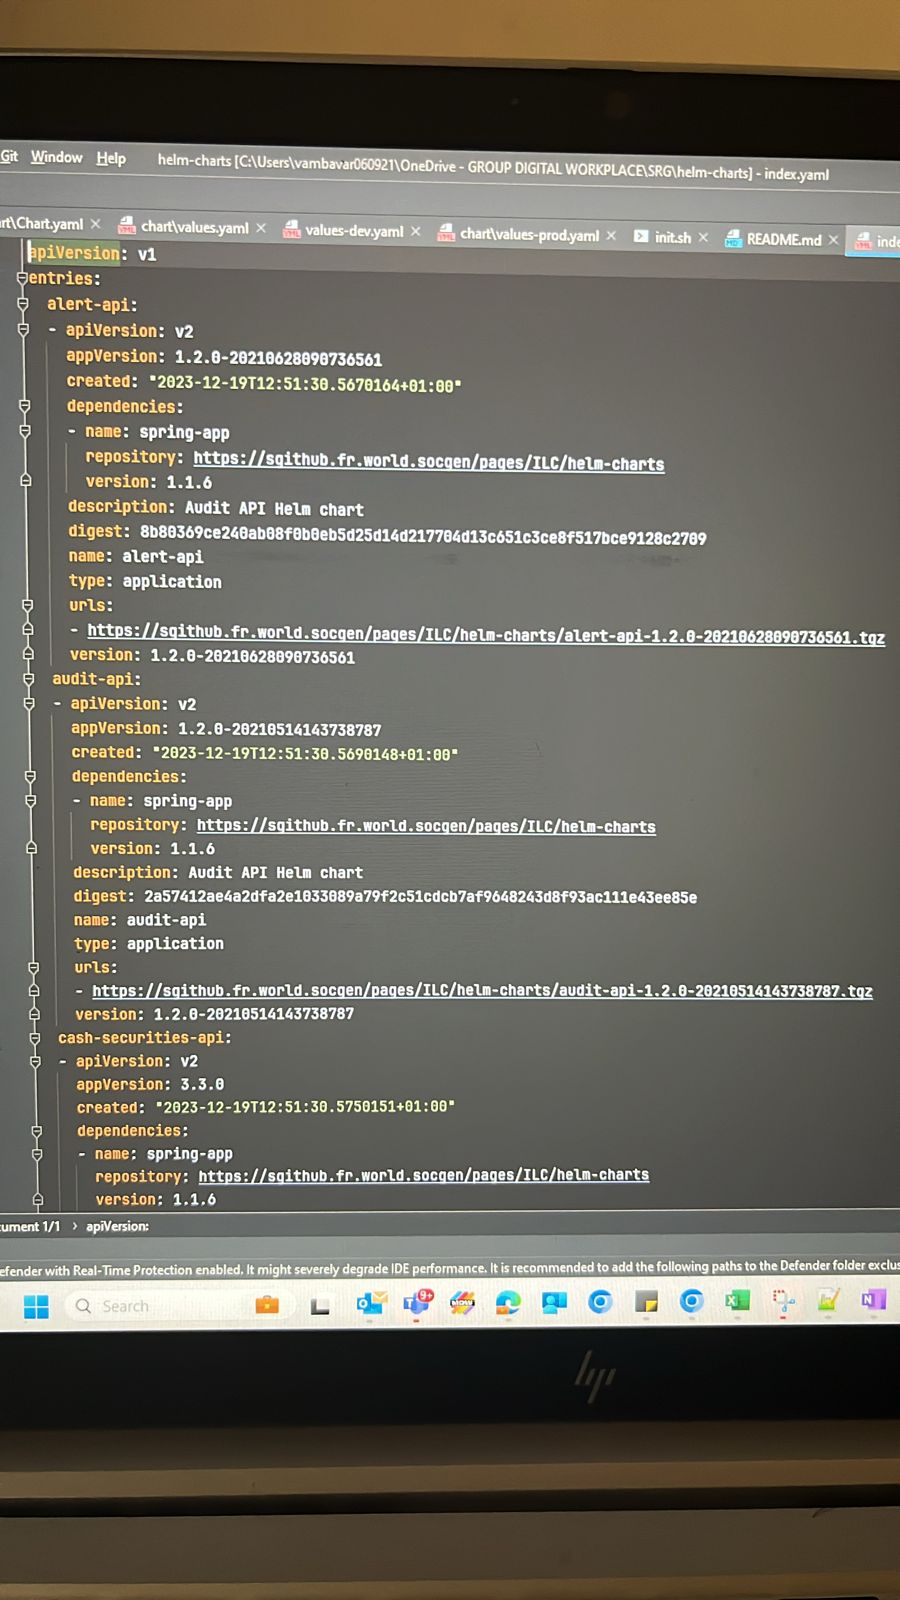 Git Window Help helm-charts [C:\Users\vambavar060921\OneDrive - GROUP DIGITAL WORKPLACE\SRG\helm-charts] - index.yaml
rt\Chart.yaml × chart\values.yaml × values-dev.yaml × chart\values-prod.yaml × init.sh × README.md × inde
apiVersion: v1
entries:
alert-api:
- apiVersion: v2
appVersion: 1.2.0-20210628090736561
created: "2023-12-19T12:51:30.5670164+01:00"
dependencies:
- name: spring-app
repository: https://sgithub.fr.world.socgen/pages/ILC/helm-charts
version: 1.1.6
description: Audit API Helm chart
digest: 8b80369ce240ab08f0b0eb5d25d14d217704d13c651c3ce8f517bce9128c2709
name: alert-api
type: application
urls:
- https://sgithub.fr.world.socgen/pages/ILC/helm-charts/alert-api-1.2.0-20210628090736561.tgz
version: 1.2.0-20210628090736561
audit-api:
- apiVersion: v2
appVersion: 1.2.0-20210514143738787
created: "2023-12-19T12:51:30.5690148+01:00"
dependencies:
- name: spring-app
repository: https://sgithub.fr.world.socgen/pages/ILC/helm-charts
version: 1.1.6
description: Audit API Helm chart
digest: 2a57412ae4a2dfa2e1033089a79f2c51cdcb7af9648243d8f93ac111e43ee85e
name: audit-api
type: application
urls:
- https://sgithub.fr.world.socgen/pages/ILC/helm-charts/audit-api-1.2.0-20210514143738787.tgz
version: 1.2.0-20210514143738787
cash-securities-api:
- apiVersion: v2
appVersion: 3.3.0
created: "2023-12-19T12:51:30.5750151+01:00"
dependencies:
- name: spring-app
repository: https://sgithub.fr.world.socgen/pages/ILC/helm-charts
version: 1.1.6
cument 1/1 › apiVersion:
efender with Real-Time Protection enabled. It might severely degrade IDE performance. It is recommended to add the following paths to the Defender folder exclus
Search 9+
hp